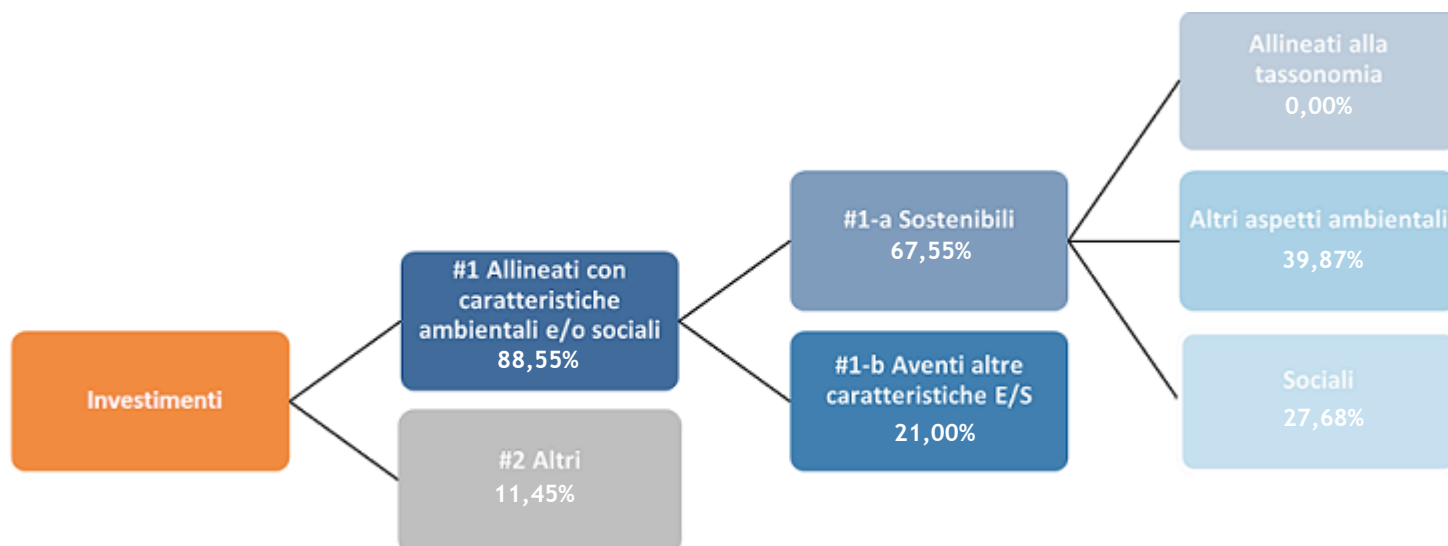 Investimenti
#1 Allineati con
caratteristiche
ambientali e/o sociali
88,55%
#2 Altri
11,45%
#1-a Sostenibili
67,55%
#1-b Aventi altre
caratteristiche E/S
21,00%
Allineati alla
tassonomia
0,00%
Altri aspetti ambientali
39,87%
Sociali
27,68%